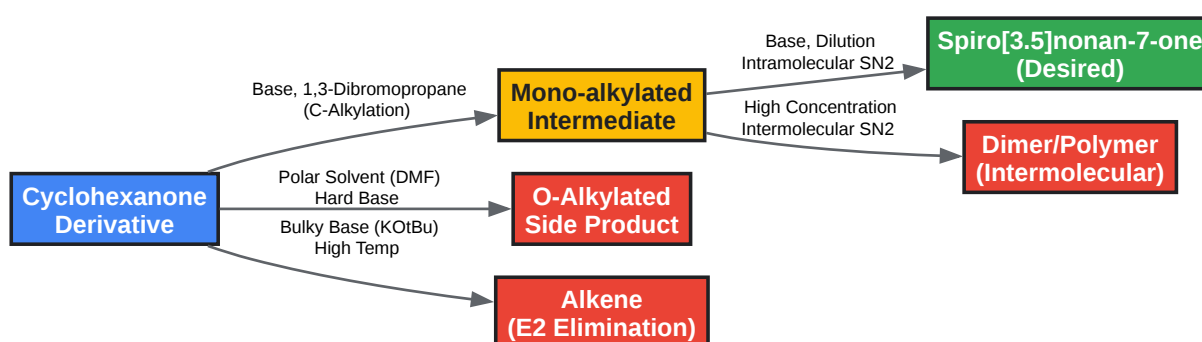 Cyclohexanone
Derivative
Base, 1,3-Dibromopropane
(C-Alkylation)
Polar Solvent (DMF)
Hard Base
Bulky Base (KOtBu)
High Temp
Mono-alkylated
Intermediate
O-Alkylated
Side Product
Alkene
(E2 Elimination)
Base, Dilution
Intramolecular SN2
High Concentration
Intermolecular SN2
Spiro[3.5]nonan-7-one
(Desired)
Dimer/Polymer
(Intermolecular)